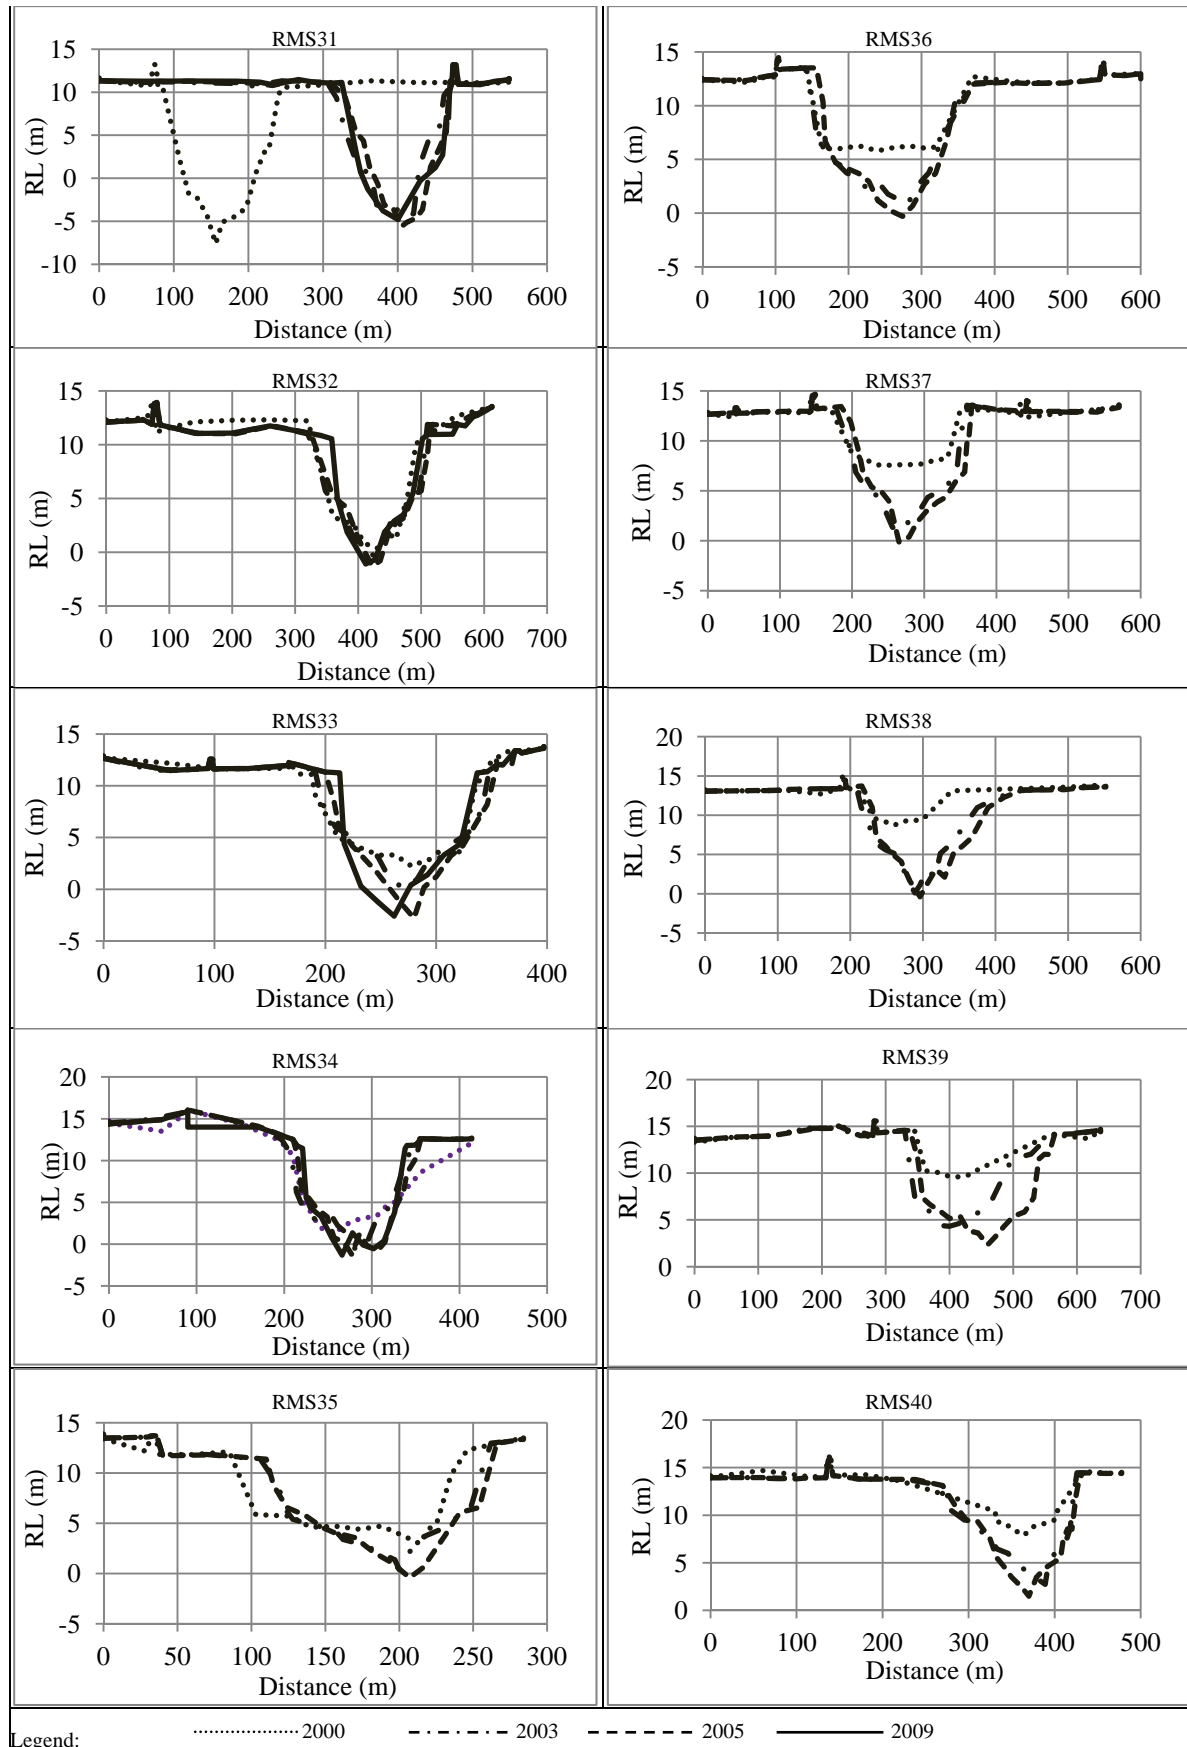 RMS31
15
10
5
0
-5
-10
RL (m)
0 100 200 300 400 500 600
Distance (m)
RMS36
15
10
5
0
-5
RL (m)
0 100 200 300 400 500 600
Distance (m)
RMS32
15
10
5
0
-5
RL (m)
0 100 200 300 400 500 600 700
Distance (m)
RMS37
15
10
5
0
-5
RL (m)
0 100 200 300 400 500 600
Distance (m)
RMS33
15
10
5
0
-5
RL (m)
0 100 200 300 400
Distance (m)
RMS38
20
15
10
5
0
-5
RL (m)
0 100 200 300 400 500 600
Distance (m)
RMS34
20
15
10
5
0
-5
RL (m)
0 100 200 300 400 500
Distance (m)
RMS39
20
15
10
5
0
RL (m)
0 100 200 300 400 500 600 700
Distance (m)
RMS35
15
10
5
0
-5
RL (m)
0 50 100 150 200 250 300
Distance (m)
RMS40
20
15
10
5
0
RL (m)
0 100 200 300 400 500
Distance (m)
Legend: 2000 2003 2005 2009